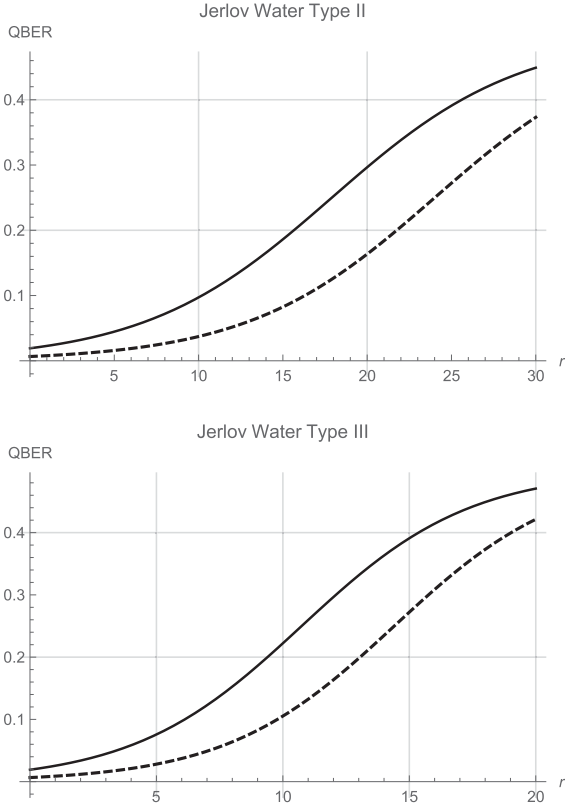 Jerlov Water Type II
QBER
0.4
0.3
0.2
0.1
5 10 15 20 25 30 r
Jerlov Water Type III
QBER
0.4
0.3
0.2
0.1
5 10 15 20 r